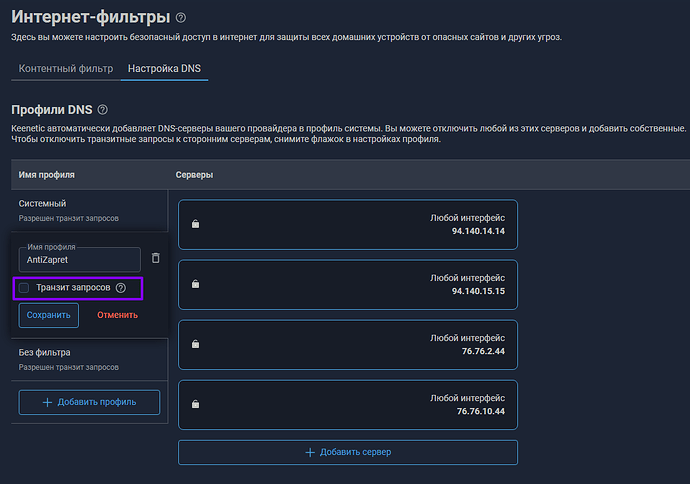 Интернет-фильтры
Здесь вы можете настроить безопасный доступ в интернет для защиты всех домашних устройств от опасных сайтов и других угроз.
Контентный фильтр
Настройка DNS
Профили DNS
Keenetic автоматически добавляет DNS-серверы вашего провайдера в профиль системы. Вы можете отключить любой из этих серверов и добавить собственные.
Чтобы отключить транзитные запросы к сторонним серверам, снимите флажок в настройках профиля.
Имя профиля
Серверы
Системный
Разрешен транзит запросов
Имя профиля
AntiZapret
Транзит запросов
Сохранить
Отменить
Без фильтра
Разрешен транзит запросов
Добавить профиль
Любой интерфейс
94.140.14.14
Любой интерфейс
94.140.15.15
Любой интерфейс
76.76.2.44
Любой интерфейс
76.76.10.44
Добавить сервер